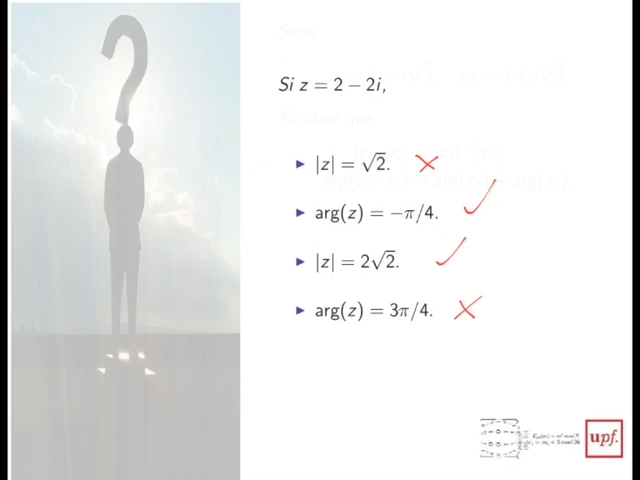 Si z = 2 − 2i,
▶ |z| = √2. ✗
▶ arg(z) = −π/4. ✓
▶ |z| = 2√2. ✓
▶ arg(z) = 3π/4. ✗
upf.